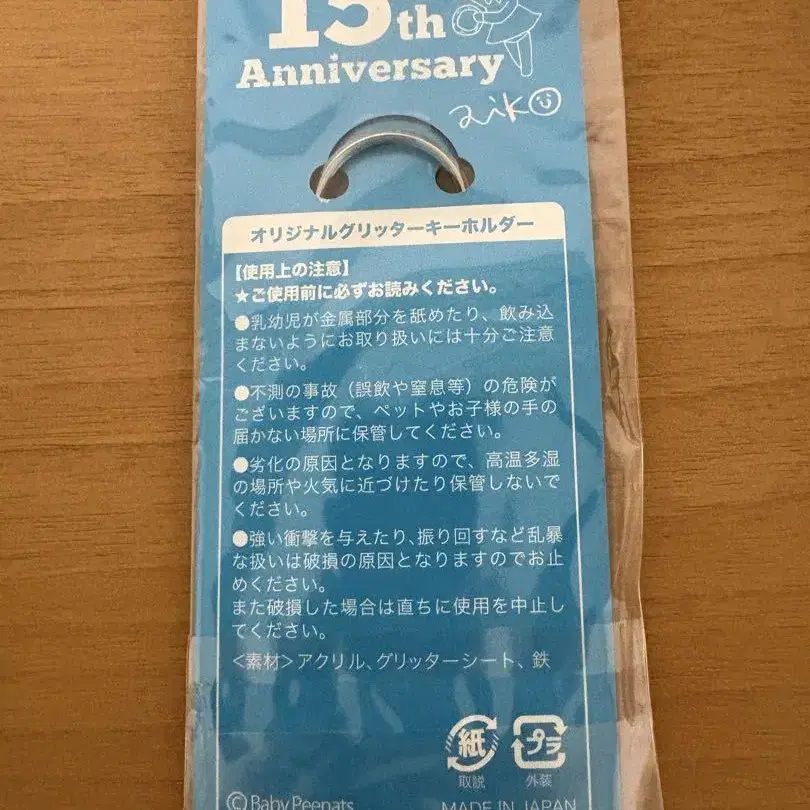 15th
Anniversary
aiko
オリジナルグリッターキーホルダー
【使用上の注意】
★ご使用前に必ずお読みください。
●乳幼児が金属部分を舐めたり、飲み込
まないようにお取り扱いには十分ご注意
ください。
●不測の事故（誤飲や窒息等）の危険が
ございますので、ペットやお子様の手の
届かない場所に保管してください。
●劣化の原因となりますので、高温多湿
の場所や火気に近づけたり保管しないで
ください。
●強い衝撃を与えたり、振り回すなど乱暴
な扱いは破損の原因となりますのでお止
めください。
また破損した場合は直ちに使用を中止し
てください。
＜素材＞アクリル、グリッターシート、鉄
紙 プラ
取説 外装
©Baby Peenats MADE IN JAPAN